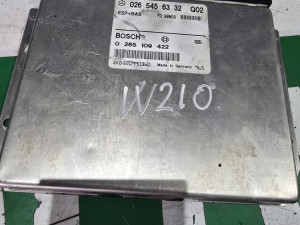 026 545 63 32 Q02
ESP+BAS
BOSCH
0 265 109 422
Made in Germany
W210